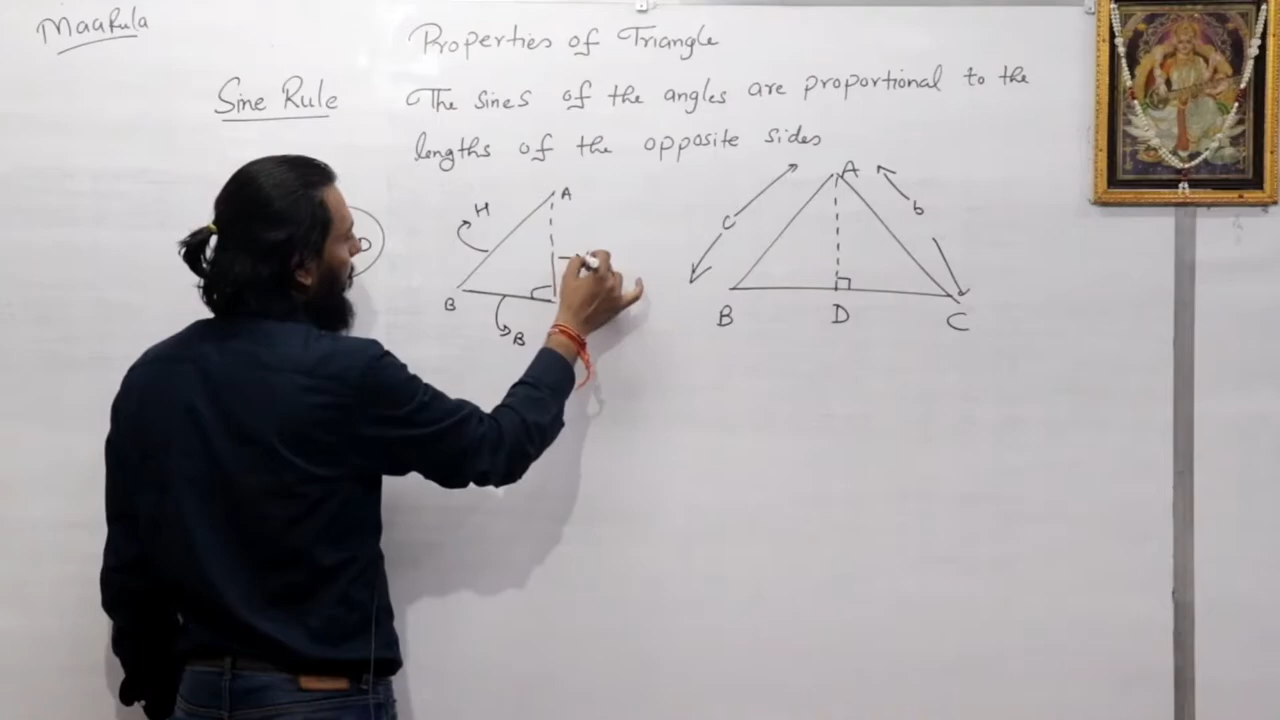 MaaRula
Properties of Triangle
Sine Rule
The sines of the angles are proportional to the
lengths of the opposite sides
A
H
B
B
A
c
b
B
D
C